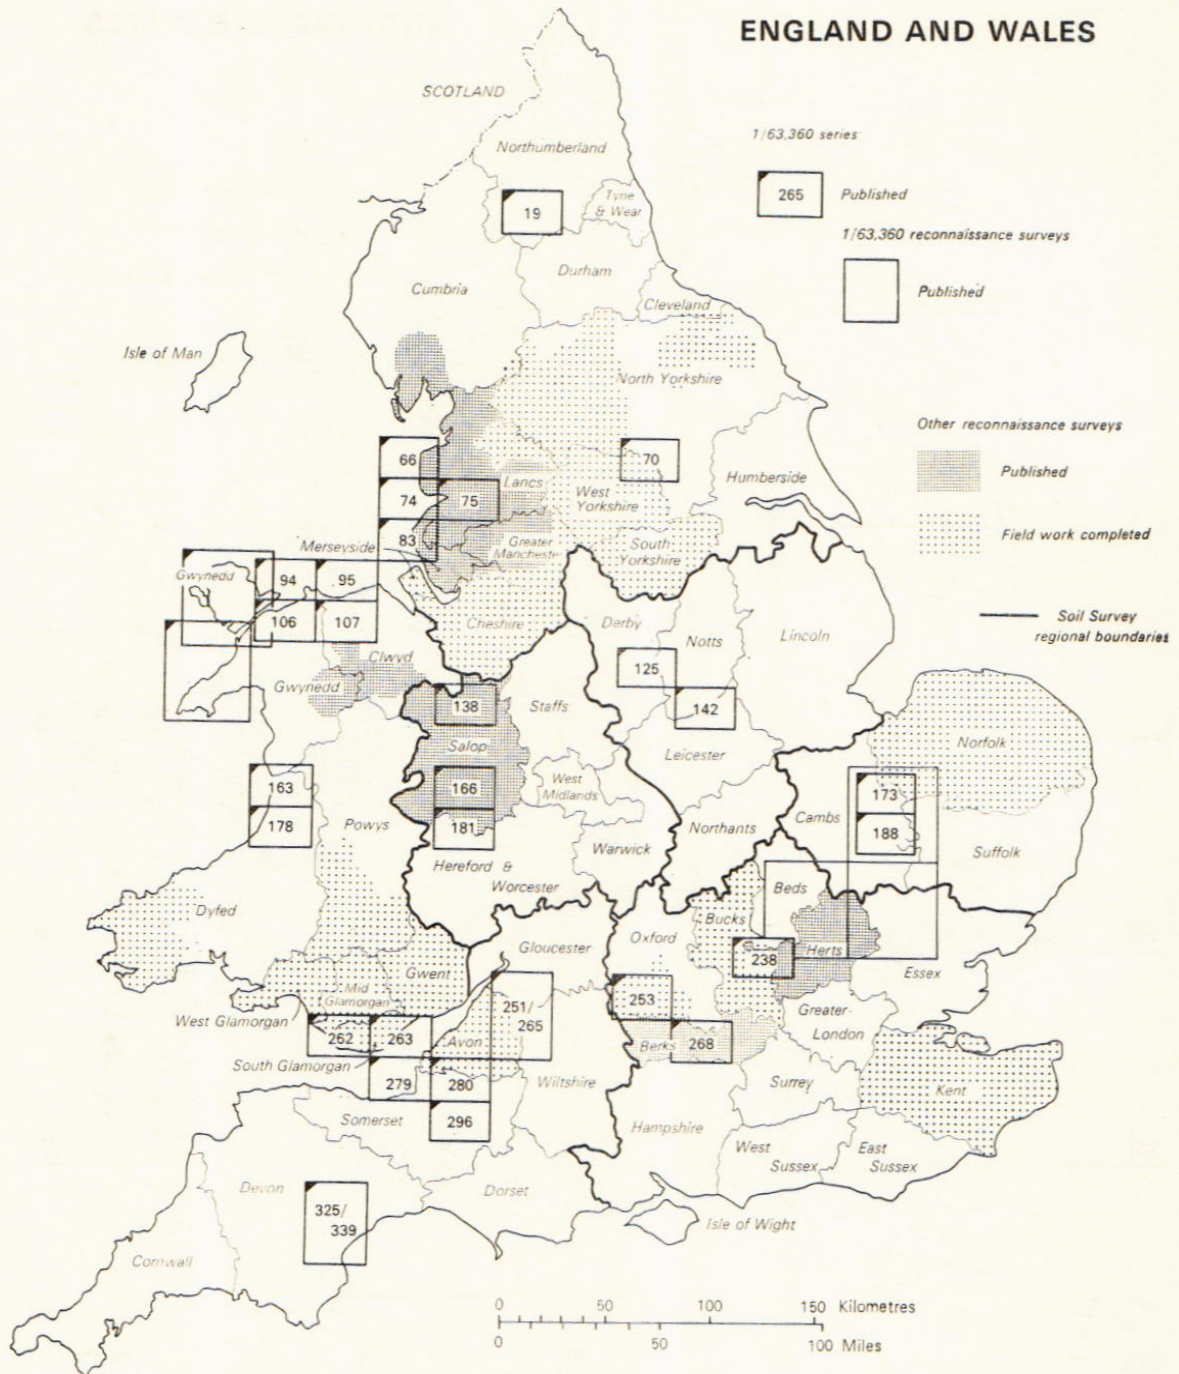 ENGLAND AND WALES
SCOTLAND
1/63,360 series
Northumberland
265
Published
Tyne
& Wear
19
1/63,360 reconnaissance surveys
Durham
Published
Cumbria
Cleveland
Isle of Man
North Yorkshire
Other reconnaissance surveys
66
70
Published
Humberside
Lancs
74
75
West
Yorkshire
Field work completed
83
Greater
Manchester
South
Yorkshire
Merseyside
Gwynedd
94
95
Soil Survey
regional boundaries
106
107
Cheshire
Derby
Notts
Lincoln
Clwyd
125
Gwynedd
138
Staffs
142
Salop
Norfolk
Leicester
West
Midlands
163
166
173
178
Powys
181
Cambs
188
Northants
Warwick
Suffolk
Hereford &
Worcester
Beds
Dyfed
Bucks
Gloucester
Oxford
Herts
238
Gwent
Essex
Mid
Glamorgan
251/
265
253
West Glamorgan
Greater
London
262
263
Avon
Berks
268
South Glamorgan
279
280
Wiltshire
Surrey
Kent
Somerset
296
Hampshire
West
Sussex
East
Sussex
Devon
Dorset
325/
339
Isle of Wight
Cornwall
0 50 100 150 Kilometres
0 50 100 Miles